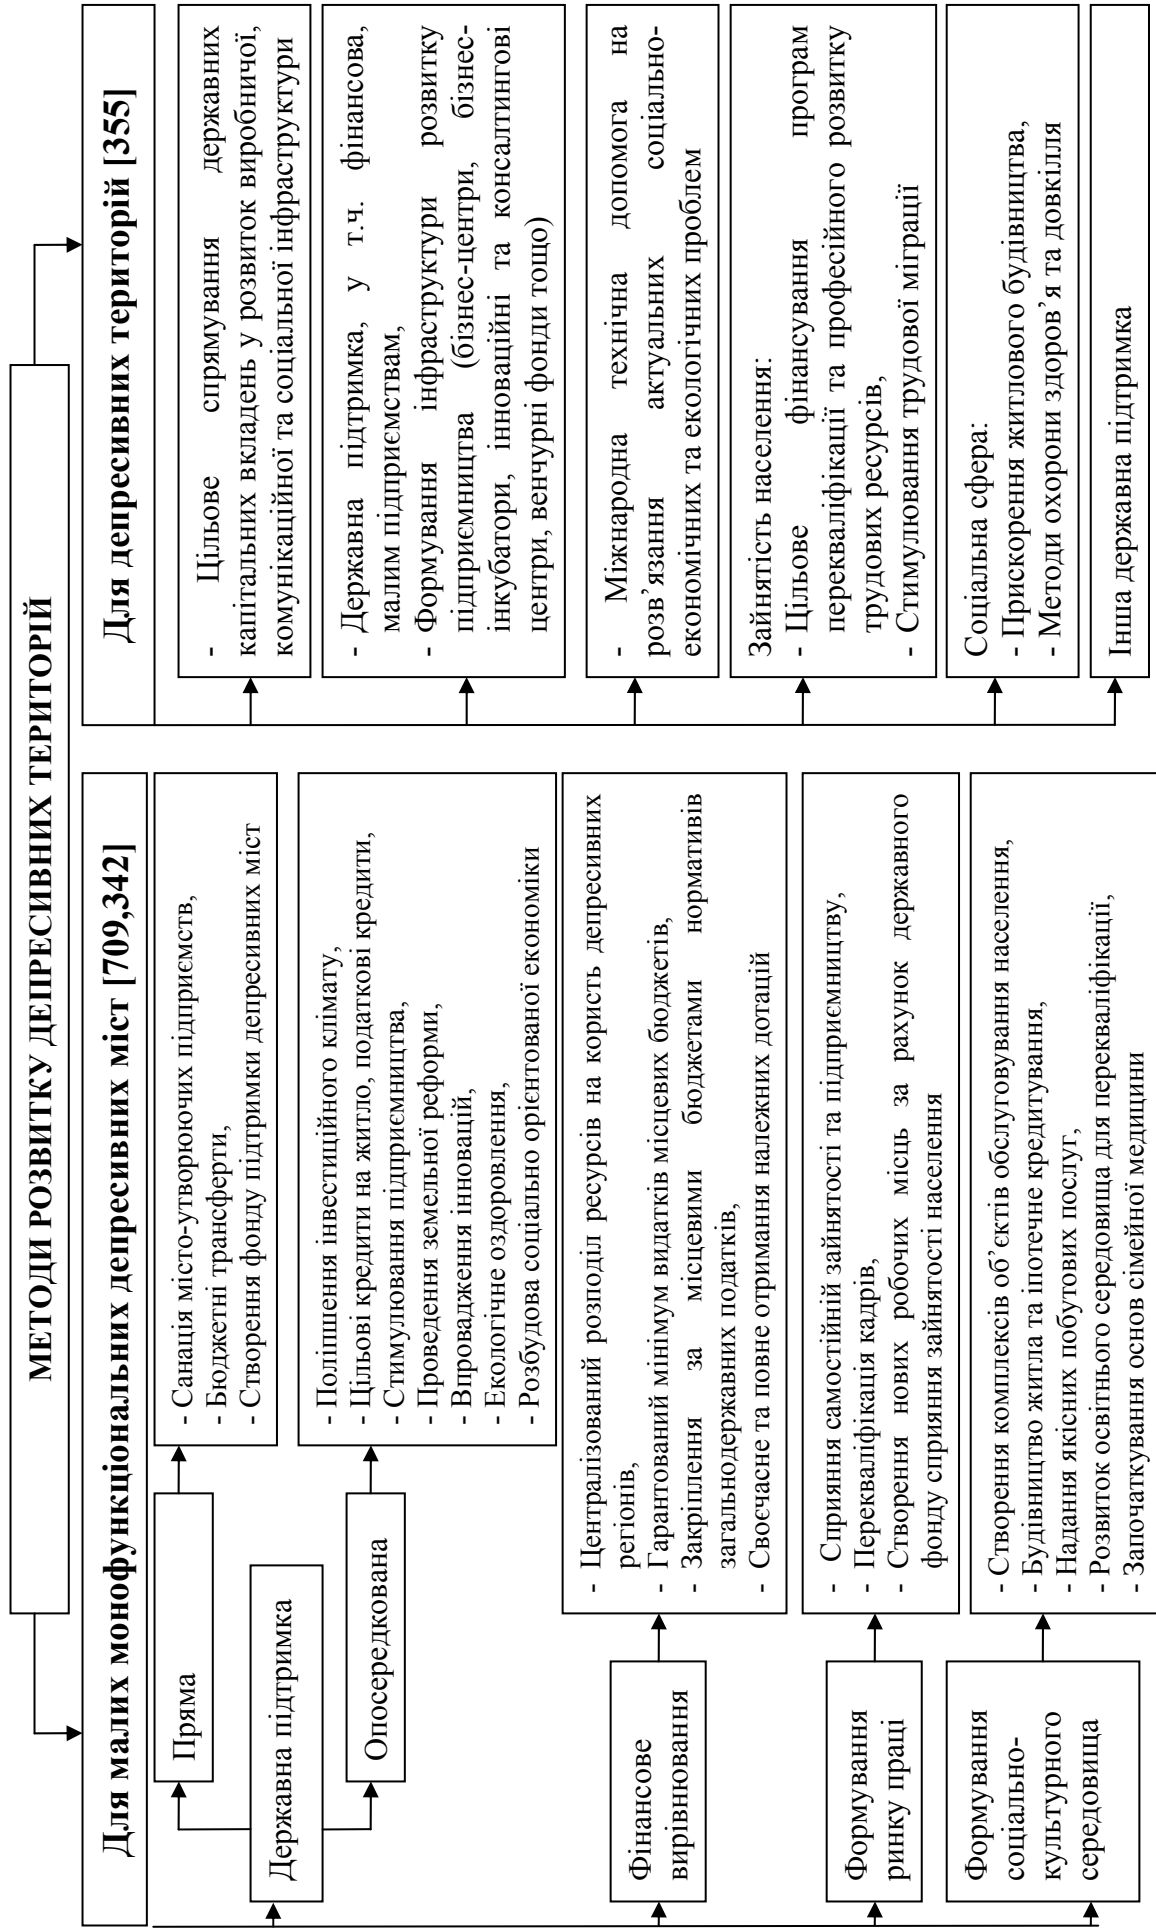 МЕТОДИ РОЗВИТКУ ДЕПРЕСИВНИХ ТЕРИТОРІЙ
Для малих монофункціональних депресивних міст [709,342]
Державна підтримка
Пряма
- Санація місто-утворюючих підприємств,
- Бюджетні трансферти,
- Створення фонду підтримки депресивних міст
Опосередкована
- Поліпшення інвестиційного клімату,
- Цільові кредити на житло, податкові кредити,
- Стимулювання підприємництва,
- Проведення земельної реформи,
- Впровадження інновацій,
- Екологічне оздоровлення,
- Розбудова соціально орієнтованої економіки
Фінансове
вирівнювання
- Централізований розподіл ресурсів на користь депресивних
регіонів,
- Гарантований мінімум видатків місцевих бюджетів,
- Закріплення за місцевими бюджетами нормативів
загальнодержавних податків,
- Своєчасне та повне отримання належних дотацій
Формування
ринку праці
- Сприяння самостійній зайнятості та підприємництву,
- Перекваліфікація кадрів,
- Створення нових робочих місць за рахунок державного
фонду сприяння зайнятості населення
Формування
соціально-
культурного
середовища
- Створення комплексів об’єктів обслуговування населення,
- Будівництво житла та іпотечне кредитування,
- Надання якісних побутових послуг,
- Розвиток освітнього середовища для перекваліфікації,
- Започаткування основ сімейної медицини
Для депресивних територій [355]
- Цільове спрямування державних
капітальних вкладень у розвиток виробничої,
комунікаційної та соціальної інфраструктури
- Державна підтримка, у т.ч. фінансова,
малим підприємствам,
- Формування інфраструктури розвитку
підприємництва (бізнес-центри, бізнес-
інкубатори, інноваційні та консалтингові
центри, венчурні фонди тощо)
- Міжнародна технічна допомога на
розв’язання актуальних соціально-
економічних та екологічних проблем
Зайнятість населення:
- Цільове фінансування програм
перекваліфікації та професійного розвитку
трудових ресурсів,
- Стимулювання трудової міграції
Соціальна сфера:
- Прискорення житлового будівництва,
- Методи охорони здоров’я та довкілля
Інша державна підтримка